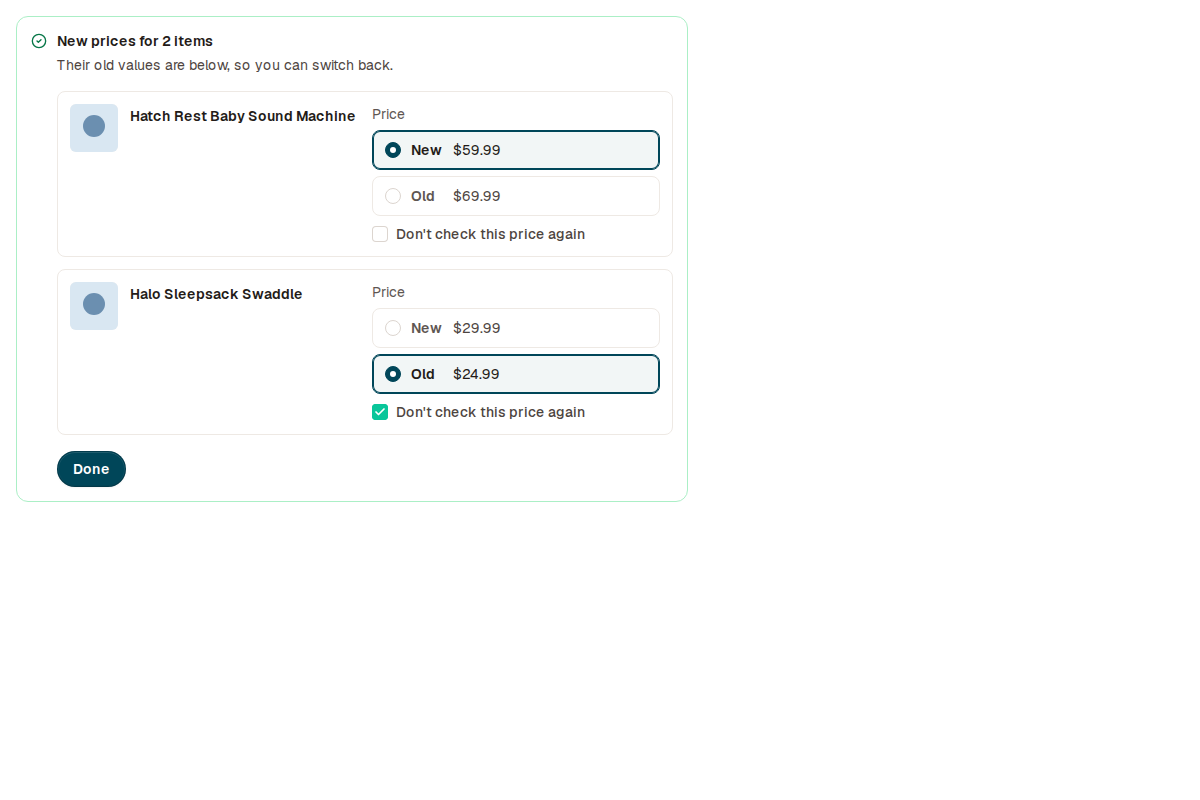 New prices for 2 items
Their old values are below, so you can switch back.
Hatch Rest Baby Sound Machine
Price
New $59.99
Old $69.99
Don't check this price again
Halo Sleepsack Swaddle
Price
New $29.99
Old $24.99
Don't check this price again
Done